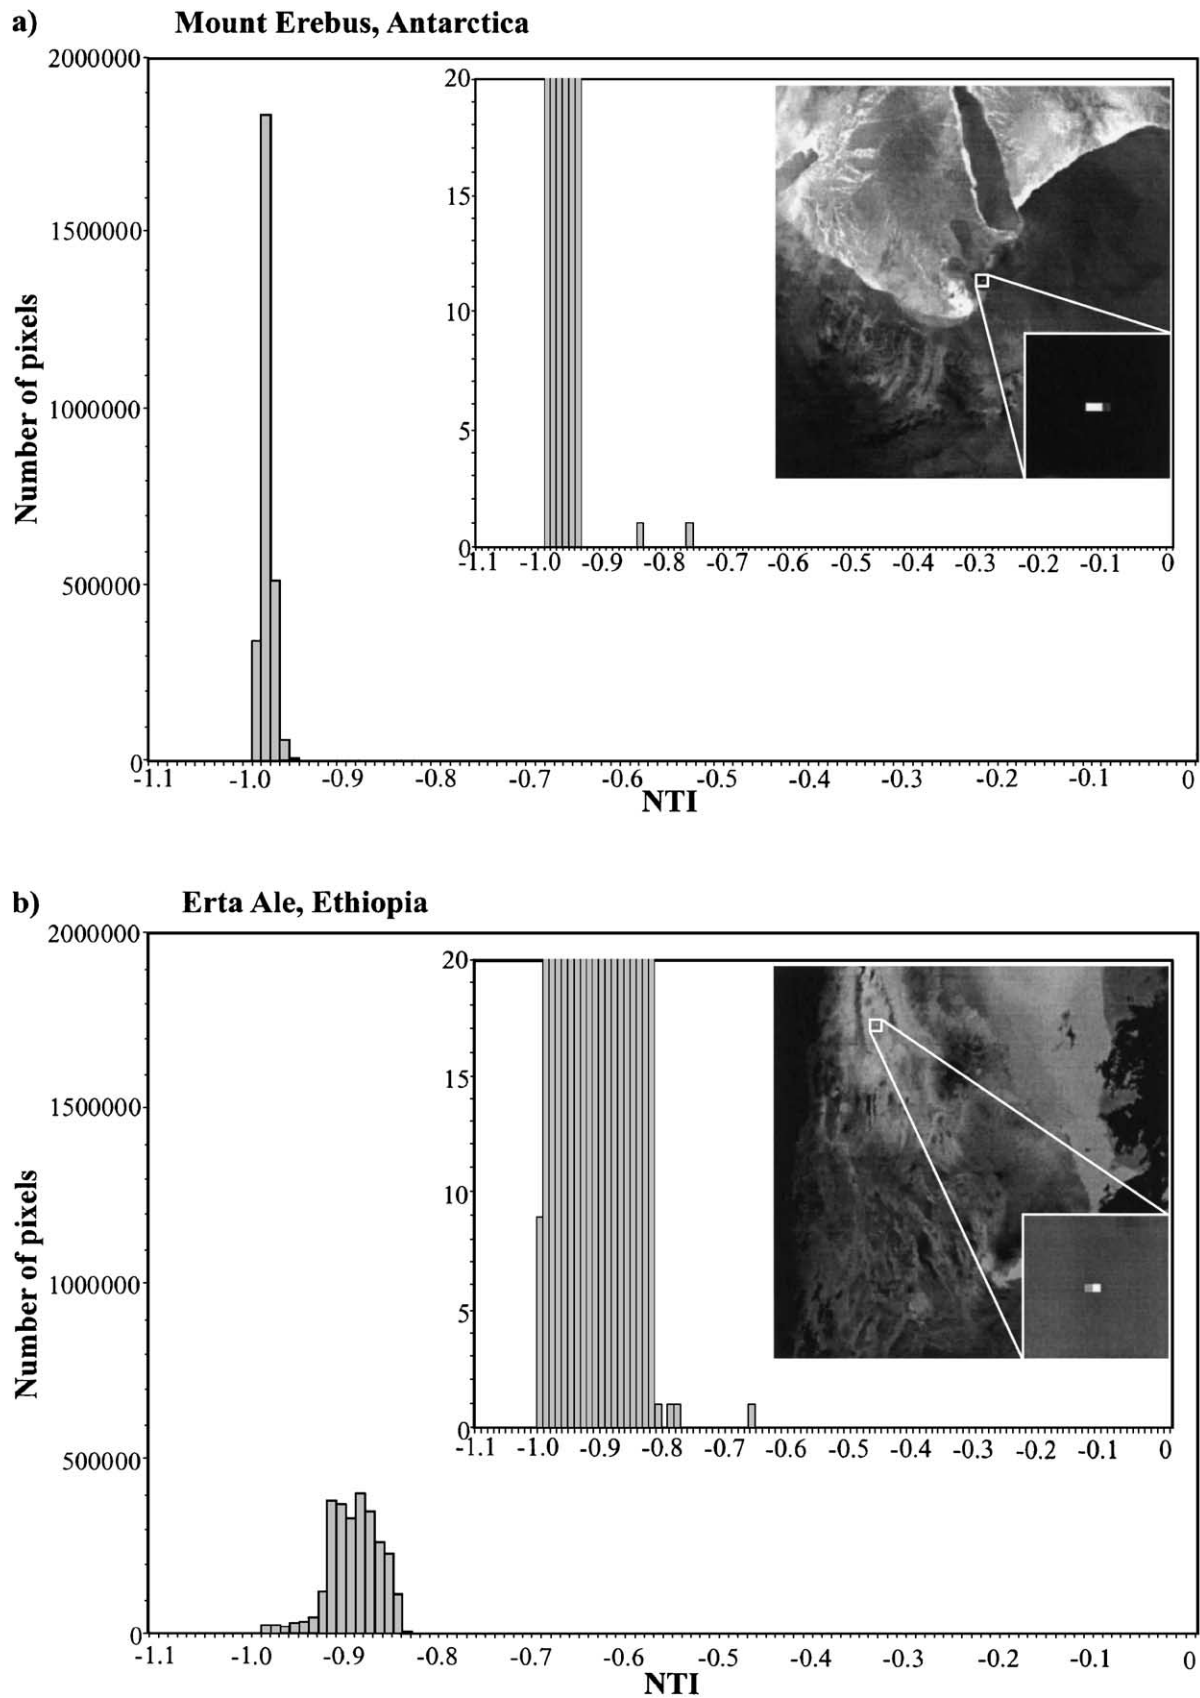 a) Mount Erebus, Antarctica
2000000
1500000
1000000
500000
0
Number of pixels
20
15
10
5
0
-1.1 -1.0 -0.9 -0.8 -0.7 -0.6 -0.5 -0.4 -0.3 -0.2 -0.1 0
-1.1 -1.0 -0.9 -0.8 -0.7 -0.6 -0.5 -0.4 -0.3 -0.2 -0.1 0
NTI
b) Erta Ale, Ethiopia
2000000
1500000
1000000
500000
0
Number of pixels
20
15
10
5
0
-1.1 -1.0 -0.9 -0.8 -0.7 -0.6 -0.5 -0.4 -0.3 -0.2 -0.1 0
-1.1 -1.0 -0.9 -0.8 -0.7 -0.6 -0.5 -0.4 -0.3 -0.2 -0.1 0
NTI